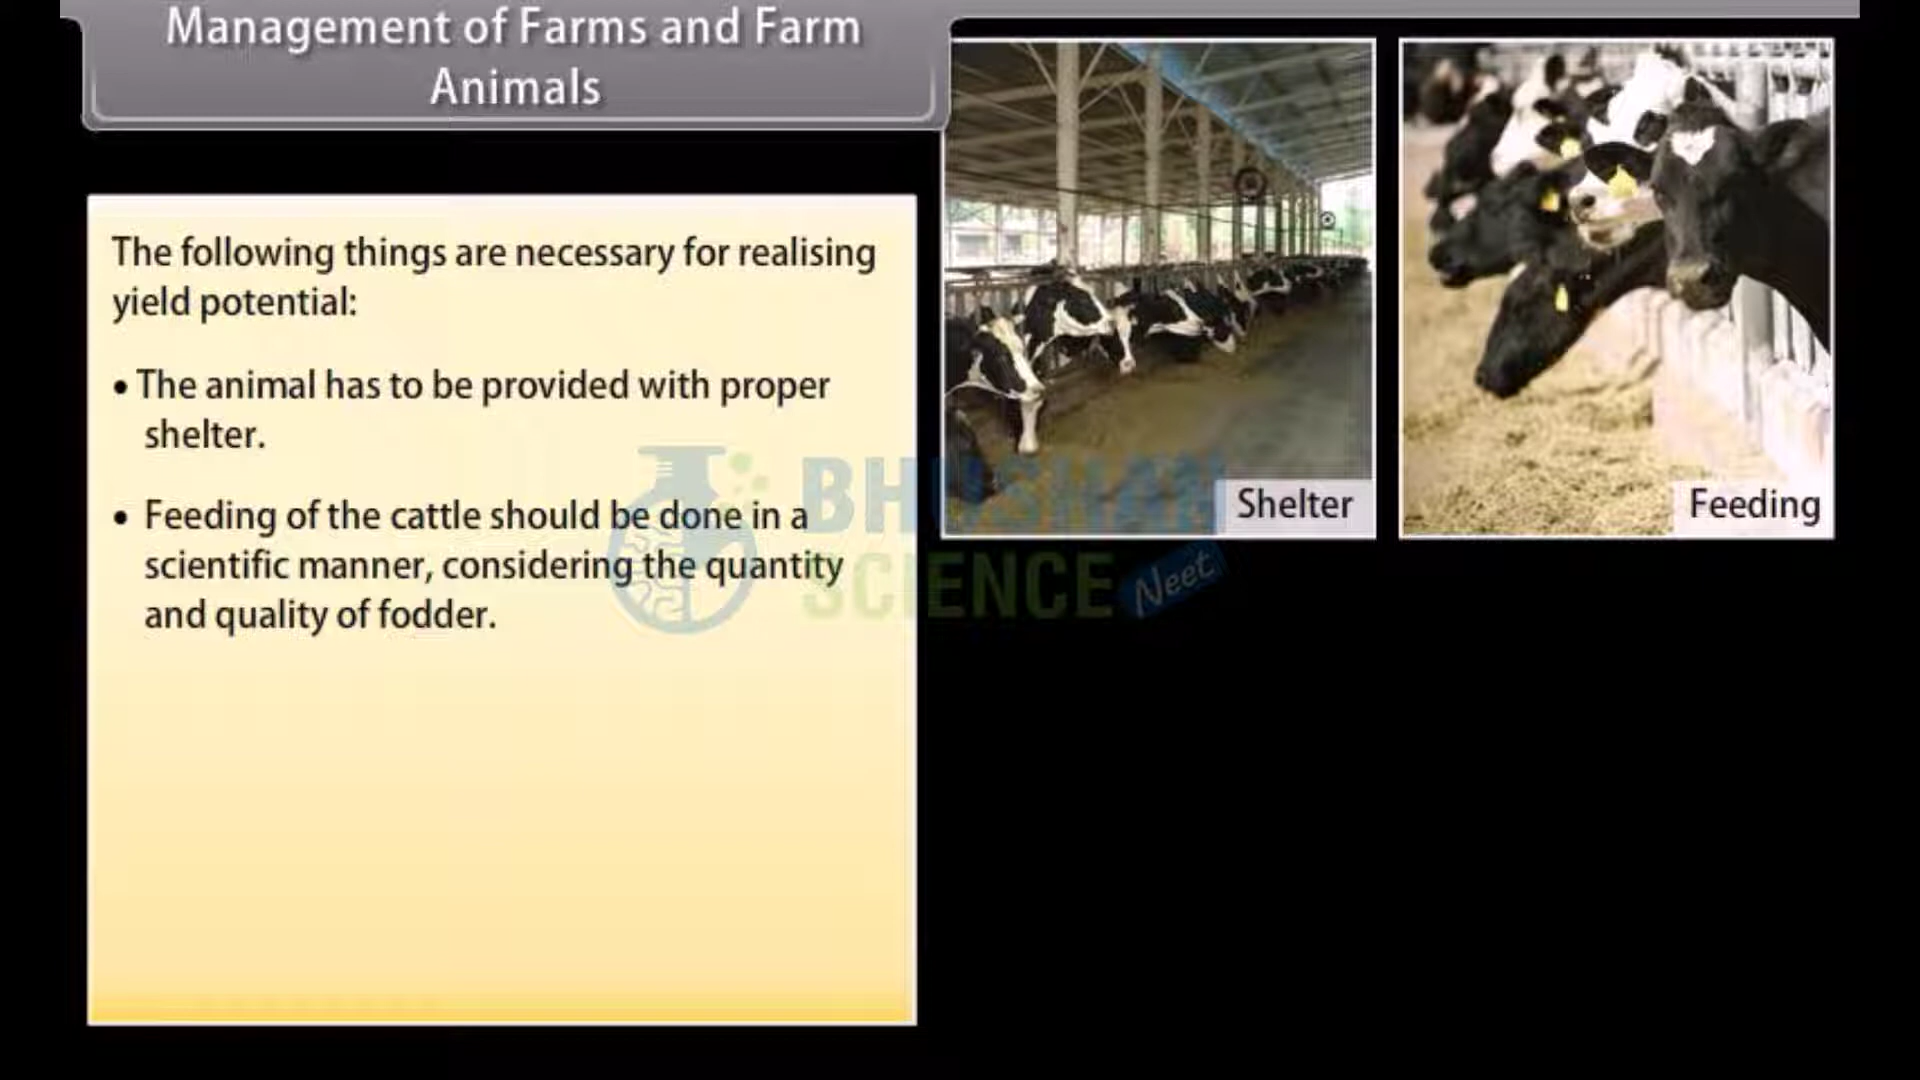 Management of Farms and Farm
Animals
The following things are necessary for realising
yield potential:
• The animal has to be provided with proper
shelter.
• Feeding of the cattle should be done in a
scientific manner, considering the quantity
and quality of fodder.
Shelter
Feeding
BHUSHAN
SCIENCE
Neet